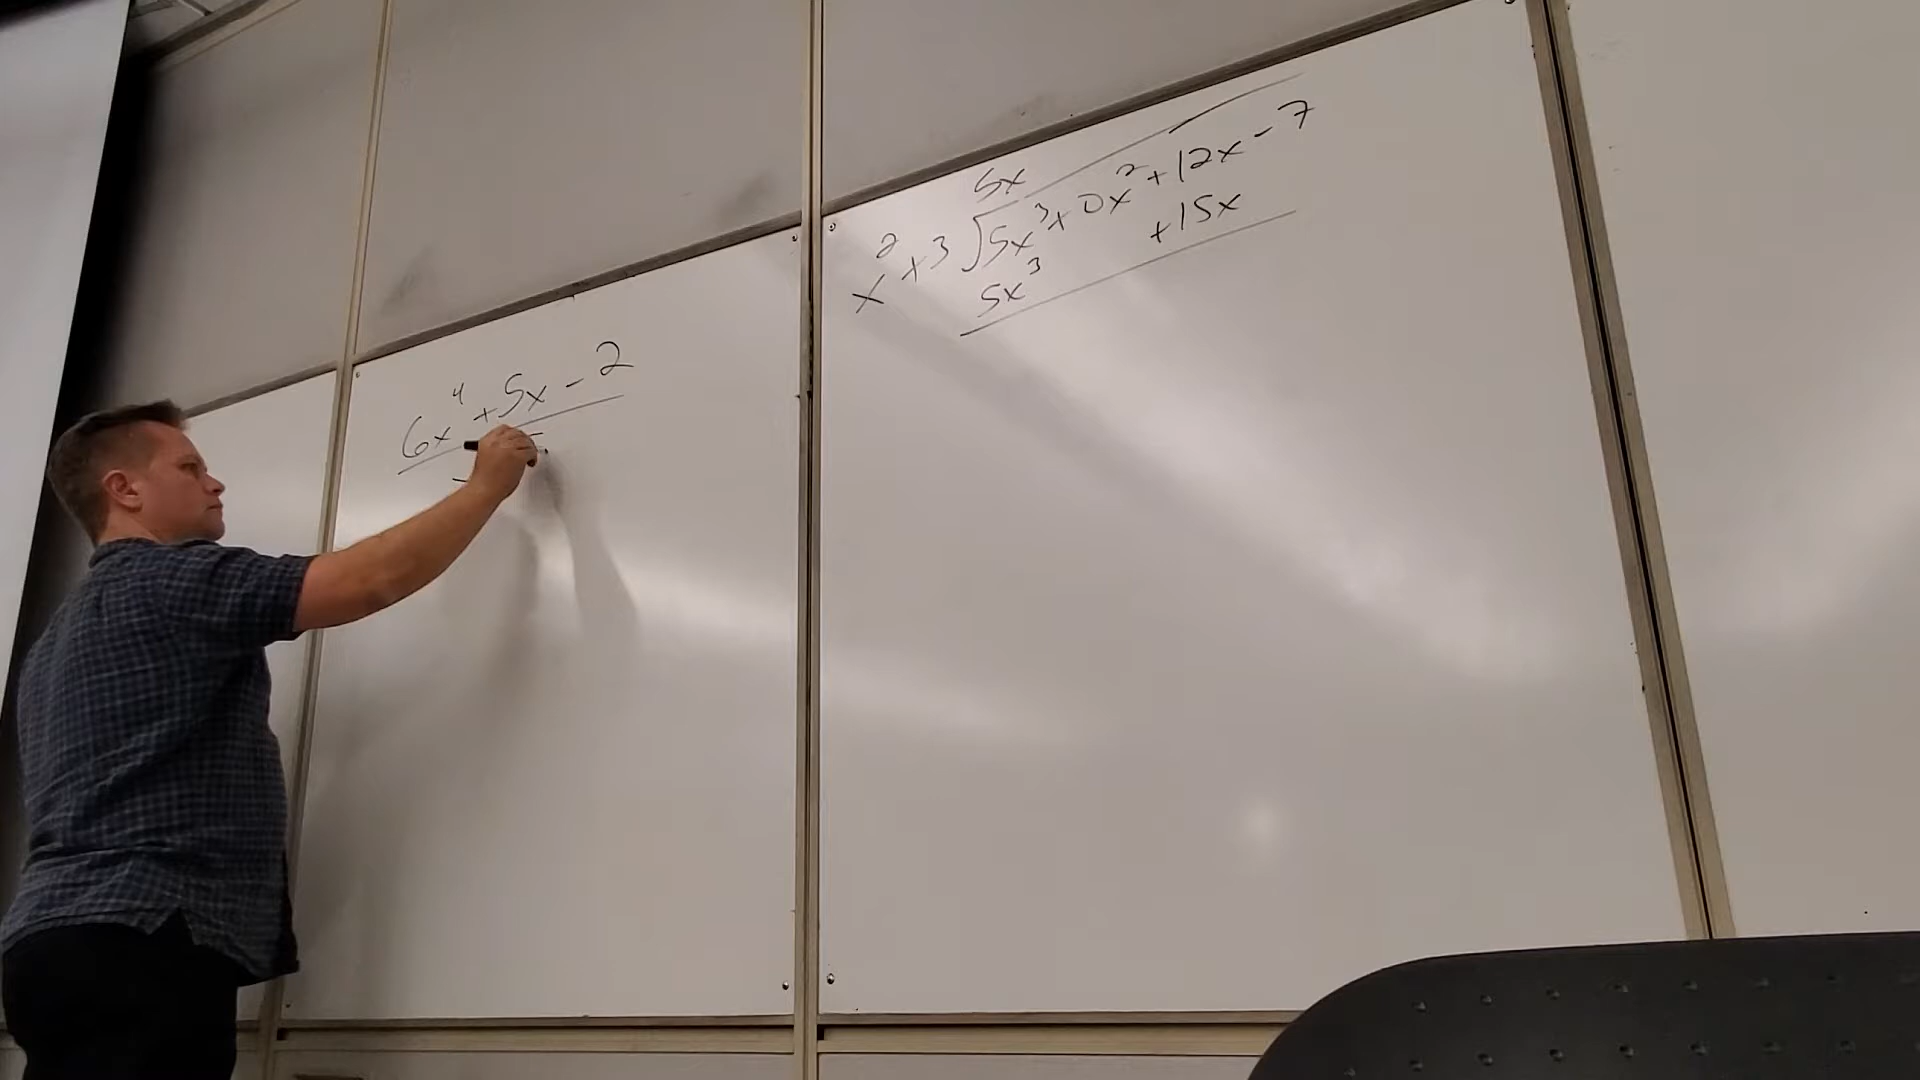 6x⁴ + 5x - 2
5x
x² + 3 √5x³ + 0x² + 12x - 7
5x³ + 15x